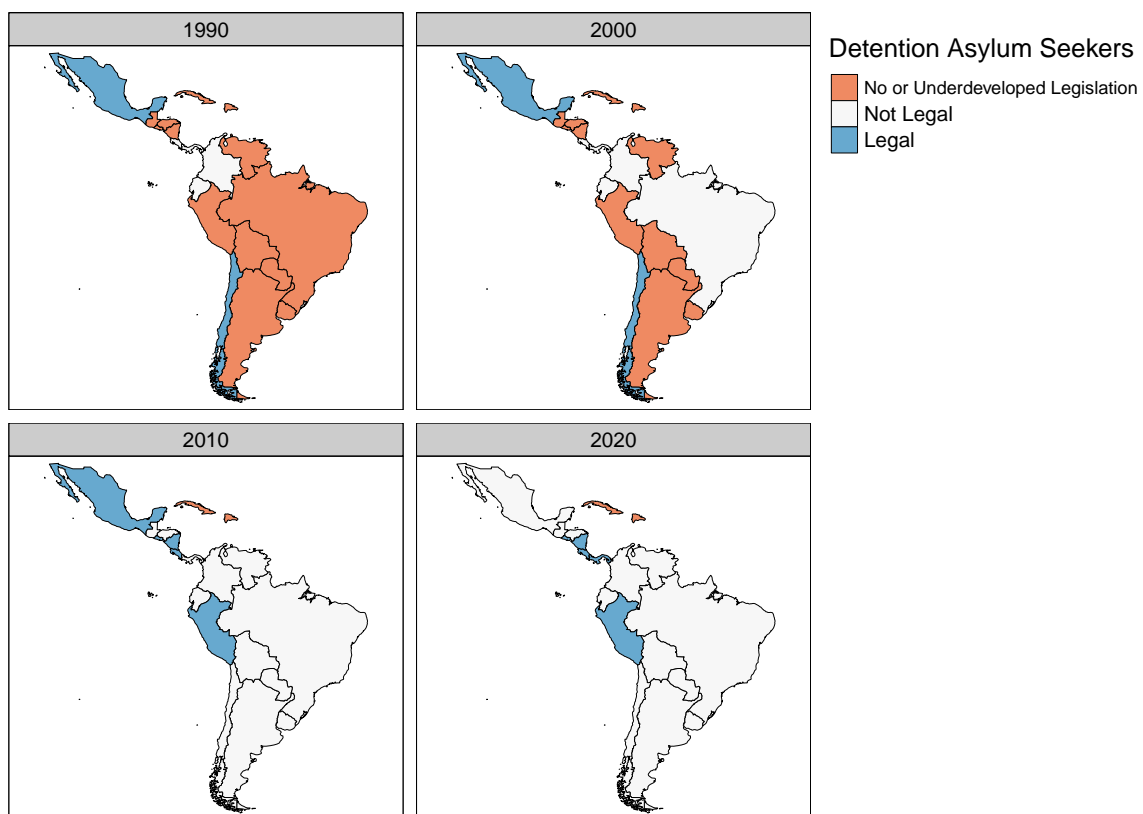 1990
2000
Detention Asylum Seekers
No or Underdeveloped Legislation
Not Legal
Legal
2010
2020